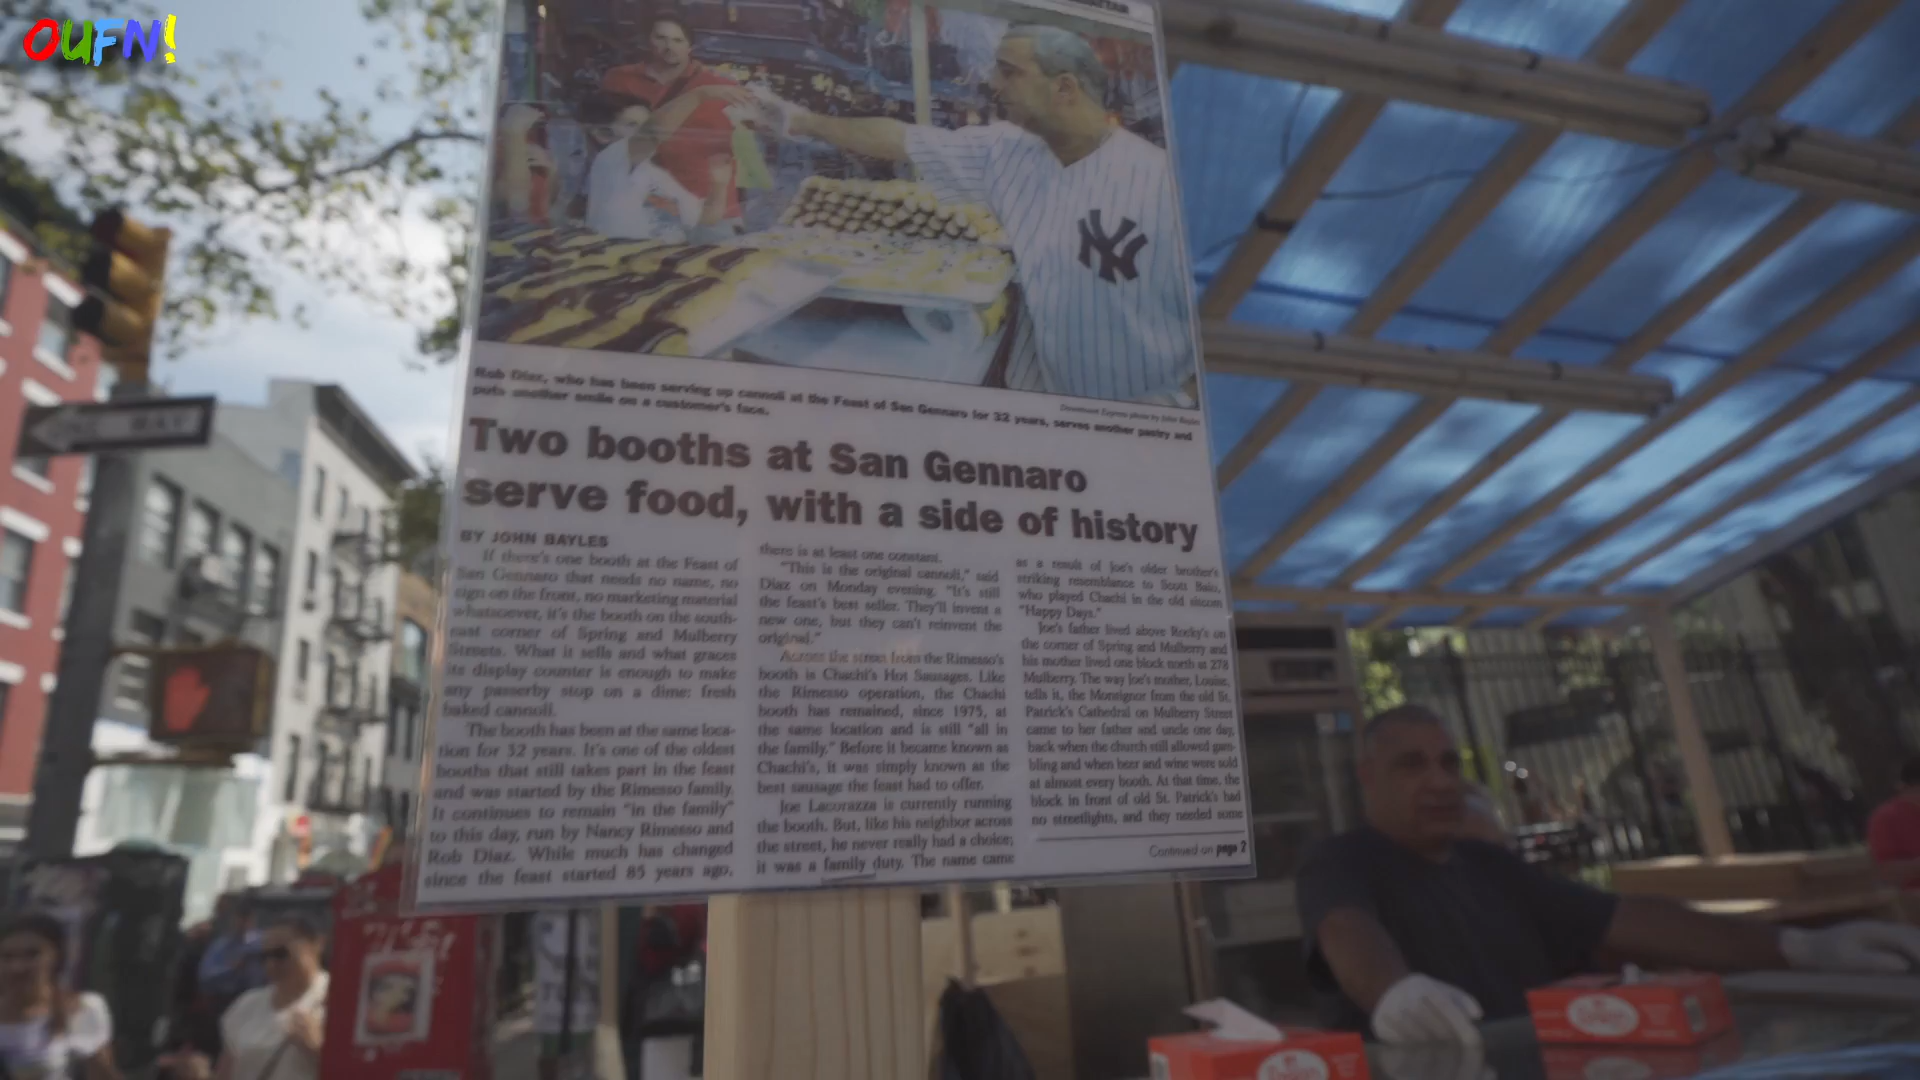 OUFN!
NY
Rob Diaz, who has been serving up cannoli at the Feast of San Gennaro for 32 years, serves another pastry and
puts another smile on a customer's face.
Two booths at San Gennaro
serve food, with a side of history
BY JOHN BAYLES
If there's one booth at the Feast of
San Gennaro that needs no name, no
sign on the front, no marketing material
whatsoever, it's the booth on the south-
east corner of Spring and Mulberry
Streets. What it sells and what graces
its display counter is enough to make
any passerby stop on a dime: fresh
baked cannoli.
The booth has been at the same loca-
tion for 32 years. It's one of the oldest
booths that still takes part in the feast
and was started by the Rimesso family.
It continues to remain "in the family"
to this day, run by Nancy Rimesso and
Rob Diaz. While much has changed
since the feast started 85 years ago,
there is at least one constant.
"This is the original cannoli," said
Diaz on Monday evening. "It's still
the feast's best seller. They'll invent a
new one, but they can't reinvent the
original."
Across the street from the Rimesso's
booth is Chachi's Hot Sausages. Like
the Rimesso operation, the Chachi
booth has remained, since 1975, at
the same location and is still "all in
the family." Before it became known as
Chachi's, it was simply known as the
best sausage the feast had to offer.
Joe Lacorazza is currently running
the booth. But, like his neighbor across
the street, he never really had a choice;
it was a family duty. The name came
as a result of Joe's older brother's
striking resemblance to Scott Baio,
who played Chachi in the old sitcom
"Happy Days."
Joe's father lived above Rocky's on
the corner of Spring and Mulberry and
his mother lived one block north at 278
Mulberry. The way Joe's mother, Louise,
tells it, the Monsignor from the old St.
Patrick's Cathedral on Mulberry Street
came to her father and uncle one day,
back when the church still allowed gam-
bling and when beer and wine were sold
at almost every booth. At that time, the
block in front of old St. Patrick's had
no streetlights, and they needed some
Continued on page 2